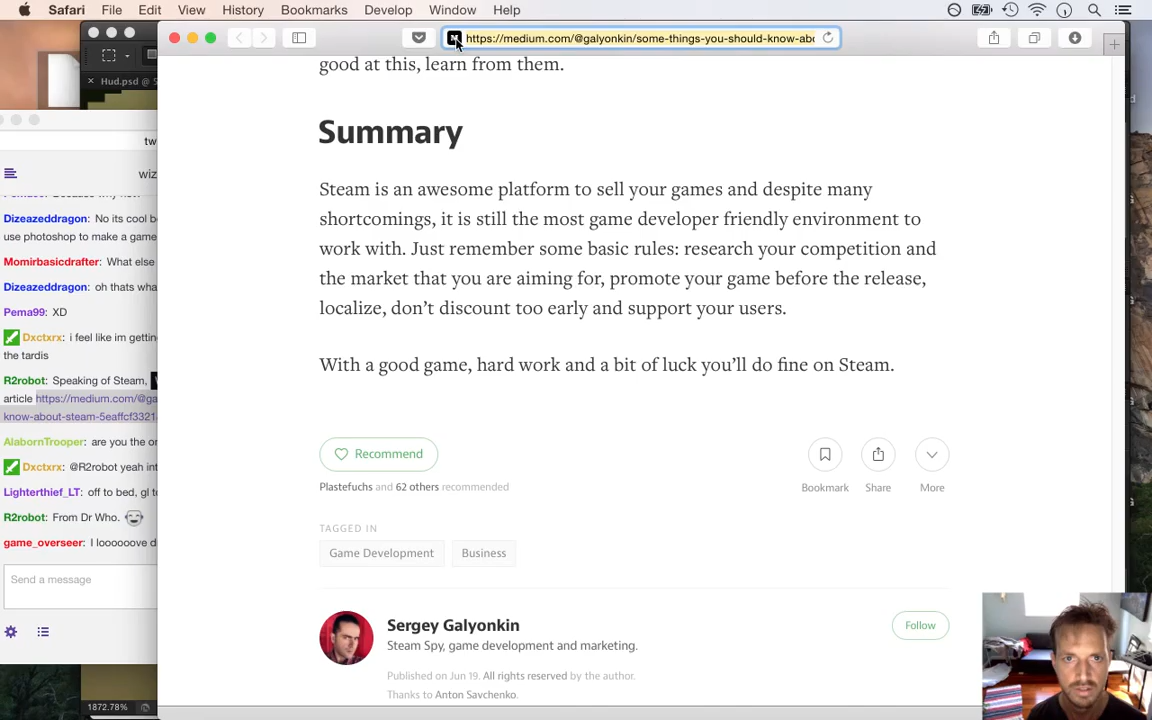 Safari File Edit View History Bookmarks Develop Window Help
https://medium.com/@galyonkin/some-things-you-should-know-abo
Hud.psd @ 5
tw
wiz
Dizeazeddragon: No its cool b
use photoshop to make a game
Momirbasicdrafter: What else
Dizeazeddragon: oh thats wha
Pema99: XD
Dxctxrx: i feel like im gettin
the tardis
R2robot: Speaking of Steam,
article https://medium.com/@ga
know-about-steam-5eaffcf3321
AlabornTrooper: are you the or
Dxctxrx: @R2robot yeah int
Lighterthief_LT: off to bed, gl to
R2robot: From Dr Who.
game_overseer: I loooooove d
Send a message
1872.78%
good at this, learn from them.
Summary
Steam is an awesome platform to sell your games and despite many
shortcomings, it is still the most game developer friendly environment to
work with. Just remember some basic rules: research your competition and
the market that you are aiming for, promote your game before the release,
localize, don’t discount too early and support your users.
With a good game, hard work and a bit of luck you’ll do fine on Steam.
Recommend
Bookmark Share More
Plastefuchs and 62 others recommended
TAGGED IN
Game Development Business
Sergey Galyonkin
Follow
Steam Spy, game development and marketing.
Published on Jun 19. All rights reserved by the author.
Thanks to Anton Savchenko.